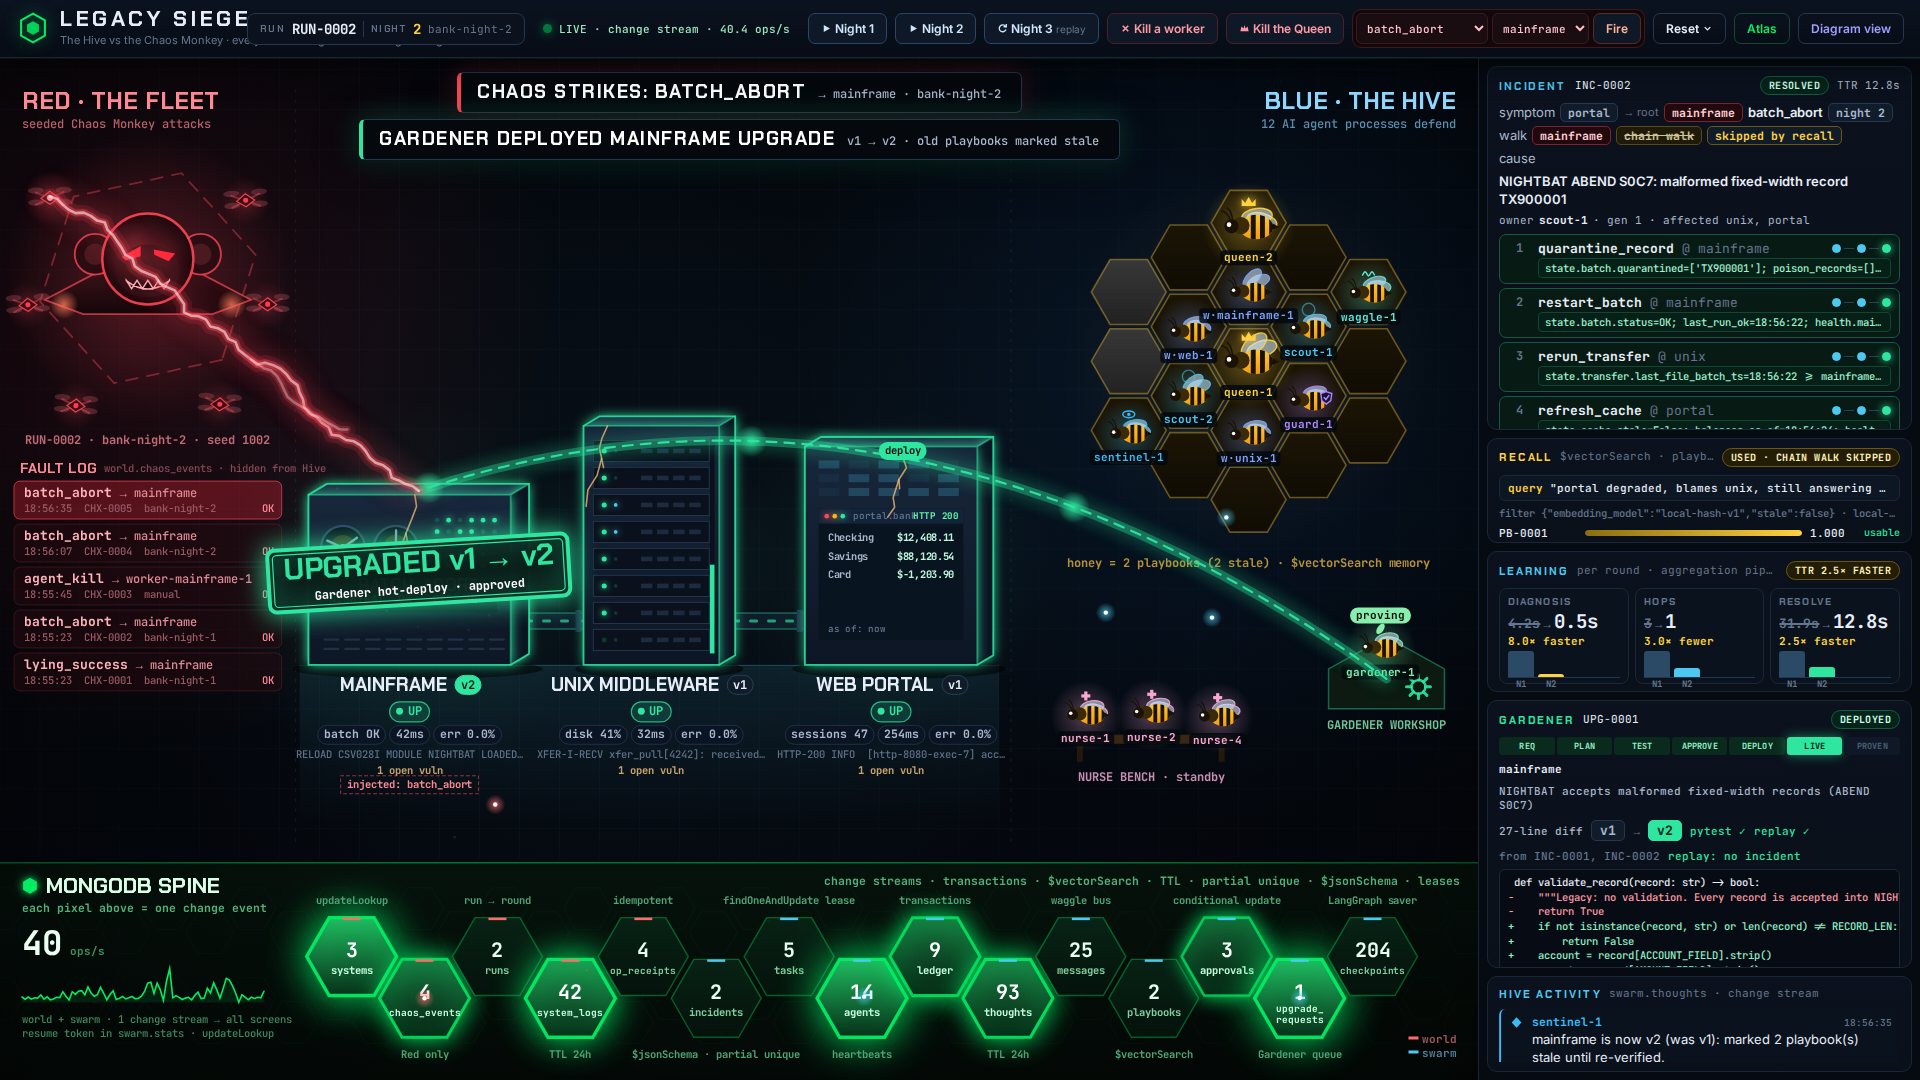 LEGACY SIEGE
The Hive vs the Chaos Monkey
RUN RUN-0002 NIGHT 2 bank-night-2
LIVE · change stream · 40.4 ops/s
Night 1
Night 2
Night 3 replay
Kill a worker
Kill the Queen
batch_abort
mainframe
Fire
Reset
Atlas
Diagram view
RED · THE FLEET
seeded Chaos Monkey attacks
CHAOS STRIKES: BATCH_ABORT → mainframe · bank-night-2
GARDENER DEPLOYED MAINFRAME UPGRADE v1 → v2 · old playbooks marked stale
BLUE · THE HIVE
12 AI agent processes defend
RUN-0002 · bank-night-2 · seed 1002
FAULT LOG world.chaos_events · hidden from Hive
batch_abort → mainframe
18:56:35 CHX-0005 bank-night-2 OK
batch_abort → mainframe
18:56:07 CHX-0004 bank-night-2
agent_kill → worker-mainframe-1
18:55:45 CHX-0003 manual
batch_abort → mainframe
18:55:23 CHX-0002 bank-night-1 OK
lying_success → mainframe
18:55:23 CHX-0001 bank-night-1 OK
UPGRADED v1 → v2
Gardener hot-deploy · approved
deploy
portal.bank HTTP 200
Checking $12,408.11
Savings $88,120.54
Card $-1,203.90
as of: now
MAINFRAME v2
UP
batch OK 42ms err 0.0%
RELOAD CSV028I MODULE NIGHTBAT LOADED…
1 open vuln
injected: batch_abort
UNIX MIDDLEWARE v1
UP
disk 41% 32ms err 0.0%
XFER-I-RECV xfer_pull[4242]: received…
1 open vuln
WEB PORTAL v1
UP
sessions 47 254ms err 0.0%
HTTP-200 INFO [http-8080-exec-7] acc…
1 open vuln
queen-2
w·mainframe-1
waggle-1
w·web-1
scout-1
queen-1
scout-2
guard-1
sentinel-1
w·unix-1
honey = 2 playbooks (2 stale) · $vectorSearch memory
proving
gardener-1
GARDENER WORKSHOP
nurse-1
nurse-2
nurse-4
NURSE BENCH · standby
INCIDENT INC-0002 RESOLVED TTR 12.8s
symptom portal → root mainframe batch_abort night 2
walk mainframe chain walk skipped by recall
cause
NIGHTBAT ABEND S0C7: malformed fixed-width record
TX900001
owner scout-1 · gen 1 · affected unix, portal
1 quarantine_record @ mainframe
state.batch.quarantined=['TX900001']; poison_records=[]…
2 restart_batch @ mainframe
state.batch.status=OK; last_run_ok=18:56:22; health.mai…
3 rerun_transfer @ unix
state.transfer.last_file_batch_ts=18:56:22 ≥ mainframe…
4 refresh_cache @ portal
RECALL $vectorSearch · playb… USED · CHAIN WALK SKIPPED
query "portal degraded, blames unix, still answering …
filter {"embedding_model":"local-hash-v1","stale":false} · local-…
PB-0001 1.000 usable
LEARNING per round · aggregation pip… TTR 2.5× FASTER
DIAGNOSIS
4.2s → 0.5s
8.0× faster
N1 N2
HOPS
3 → 1
3.0× fewer
N1 N2
RESOLVE
31.9s → 12.8s
2.5× faster
N1 N2
GARDENER UPG-0001 DEPLOYED
REQ PLAN TEST APPROVE DEPLOY LIVE PROVEN
mainframe
NIGHTBAT accepts malformed fixed-width records (ABEND
S0C7)
27-line diff v1 → v2 pytest ✓ replay ✓
from INC-0001, INC-0002 replay: no incident
def validate_record(record: str) -> bool:
- """Legacy: no validation. Every record is accepted into NIGH
- return True
+ if not isinstance(record, str) or len(record) != RECORD_LEN:
+ return False
+ account = record[ACCOUNT_FIELD].strip()
HIVE ACTIVITY swarm.thoughts · change stream
sentinel-1 18:56:35
mainframe is now v2 (was v1): marked 2 playbook(s)
stale until re-verified.
MONGODB SPINE
each pixel above = one change event
40 ops/s
world + swarm · 1 change stream → all screens
resume token in swarm.stats · updateLookup
change streams · transactions · $vectorSearch · TTL · partial unique · $jsonSchema · leases
updateLookup
3 systems
4 chaos_events
Red only
run → round
2 runs
42 system_logs
TTL 24h
idempotent
4 op_receipts
2 incidents
$jsonSchema · partial unique
findOneAndUpdate lease
5 tasks
14 agents
heartbeats
transactions
9 ledger
93 thoughts
TTL 24h
waggle bus
25 messages
2 playbooks
$vectorSearch
conditional update
3 approvals
1 upgrade_
requests
Gardener queue
LangGraph saver
204 checkpoints
world
swarm